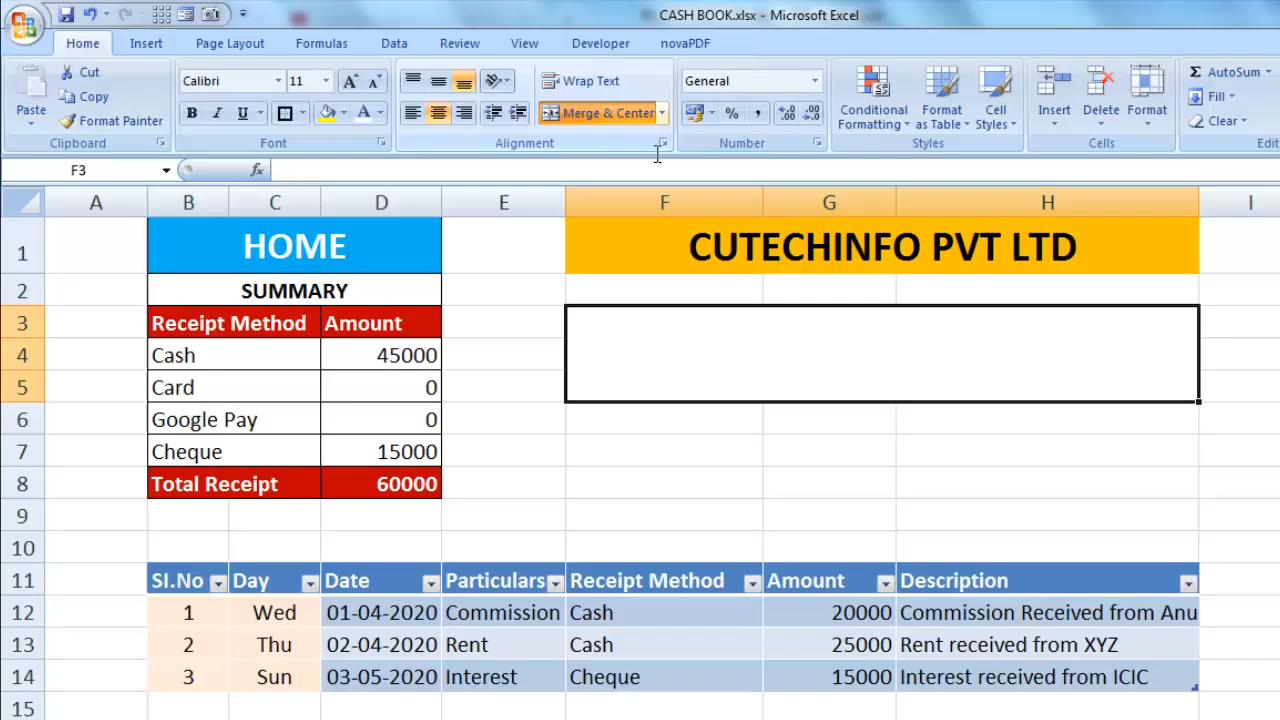 CASH BOOK.xlsx - Microsoft Excel
Home Insert Page Layout Formulas Data Review View Developer novaPDF
Paste Cut Copy Format Painter Clipboard
Calibri 11 A A B I U A Font
Wrap Text Merge & Center Alignment
General % , Number
Conditional Formatting Format as Table Cell Styles Styles
Insert Delete Format Cells
Σ AutoSum Fill Clear
F3 fx
A B C D E F G H I
1 HOME CUTECHINFO PVT LTD
2 SUMMARY
3 Receipt Method Amount
4 Cash 45000
5 Card 0
6 Google Pay 0
7 Cheque 15000
8 Total Receipt 60000
9
10
11 SI.No Day Date Particulars Receipt Method Amount Description
12 1 Wed 01-04-2020 Commission Cash 20000 Commission Received from Anu
13 2 Thu 02-04-2020 Rent Cash 25000 Rent received from XYZ
14 3 Sun 03-05-2020 Interest Cheque 15000 Interest received from ICIC
15